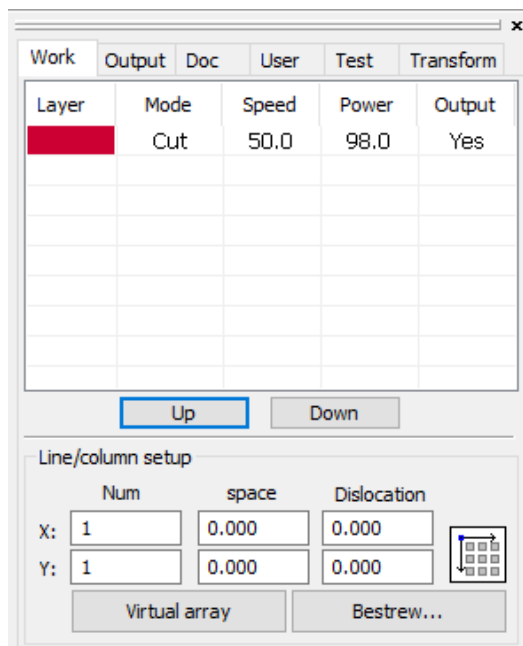 x
Work Output Doc User Test Transform
Layer Mode Speed Power Output
Cut 50.0 98.0 Yes
Up Down
Line/column setup
Num space Dislocation
X: 1 0.000 0.000
Y: 1 0.000 0.000
Virtual array Bestrew...